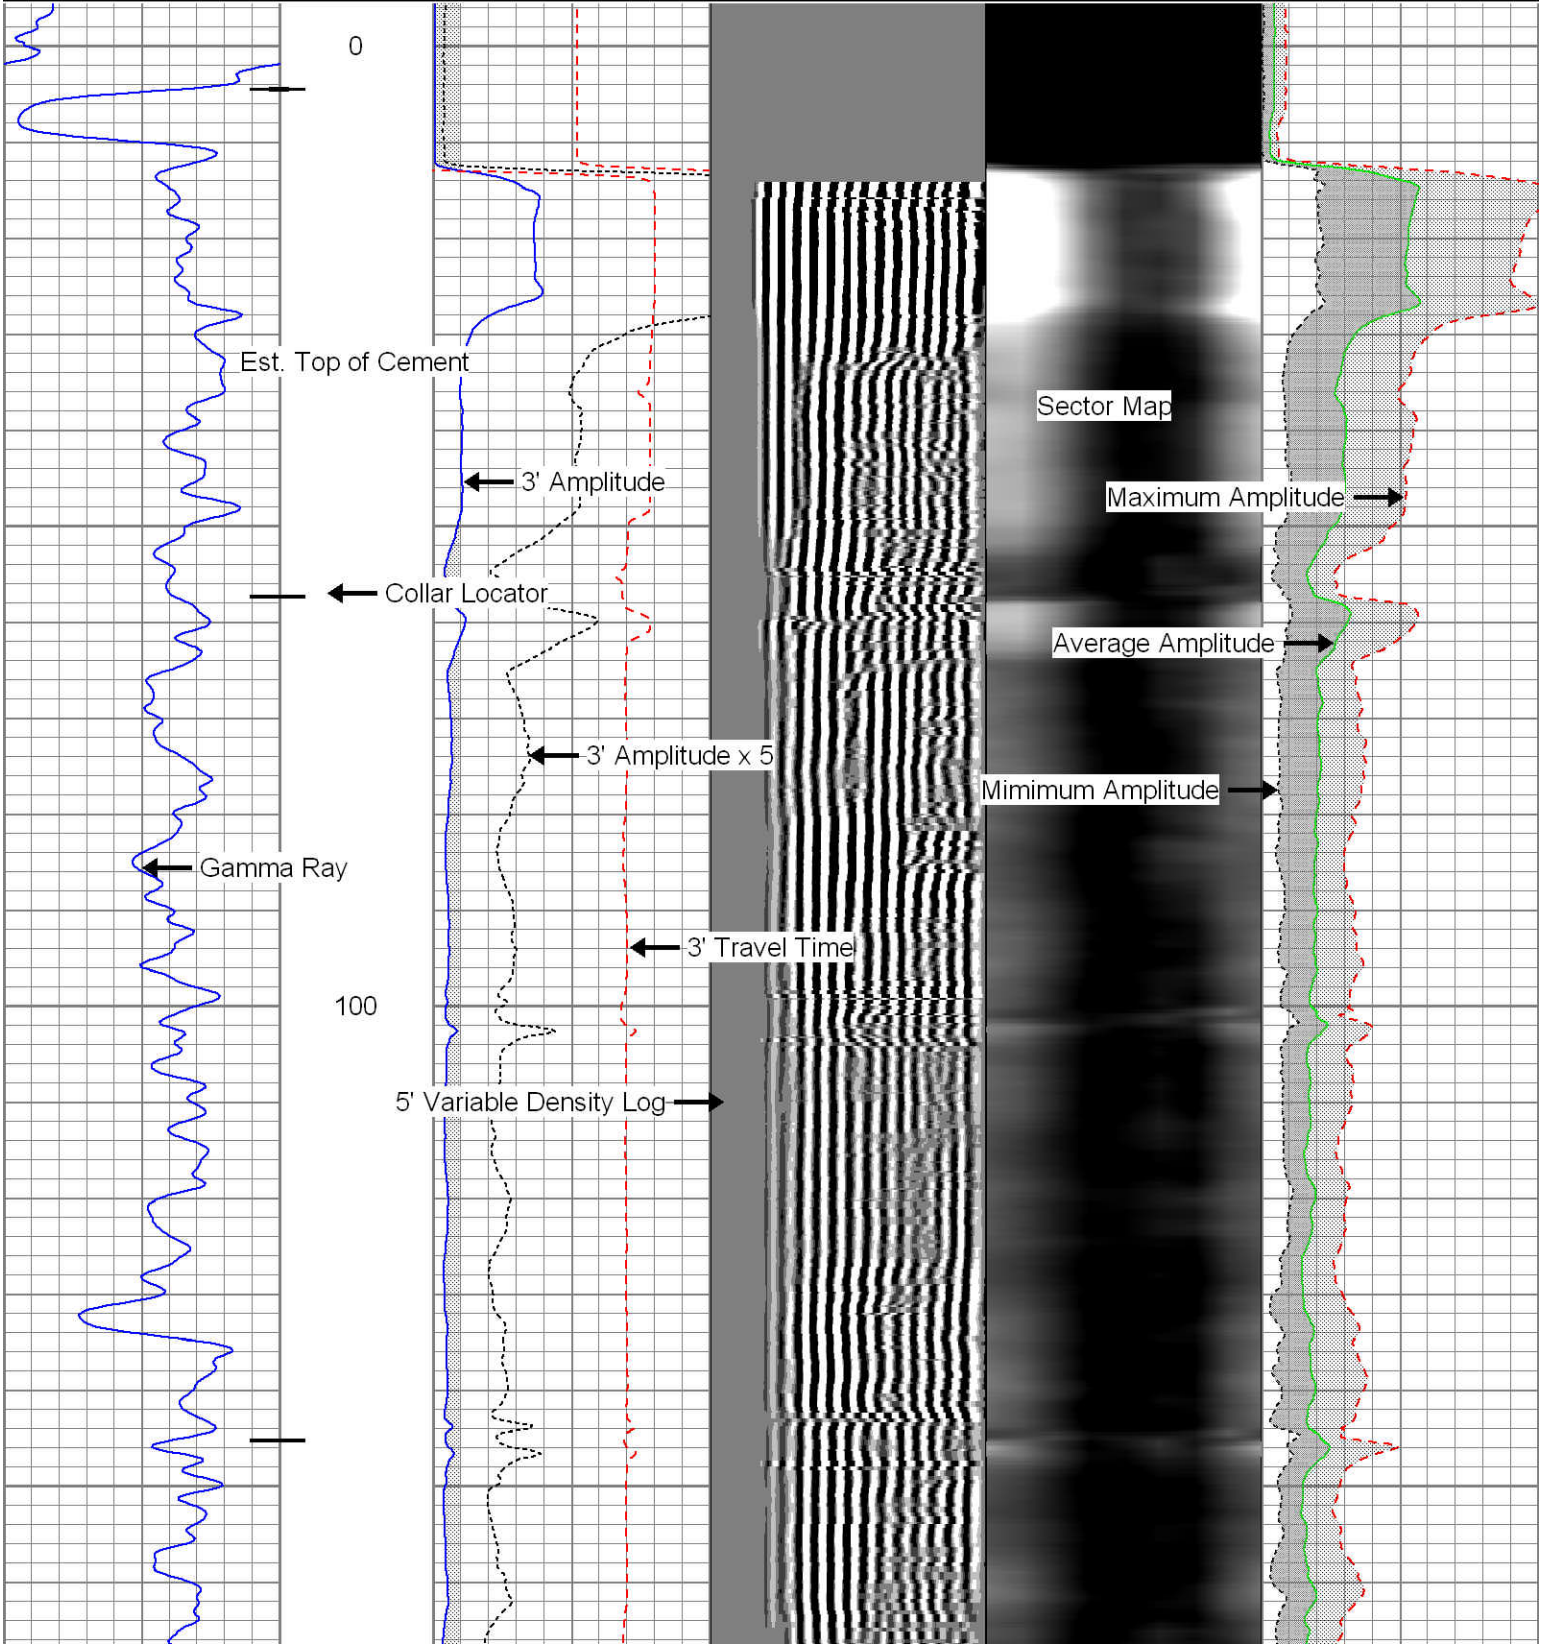 0
Est. Top of Cement
Sector Map
3' Amplitude
Maximum Amplitude
Collar Locator
Average Amplitude
3' Amplitude x 5
Mimimum Amplitude
Gamma Ray
3' Travel Time
100
5' Variable Density Log